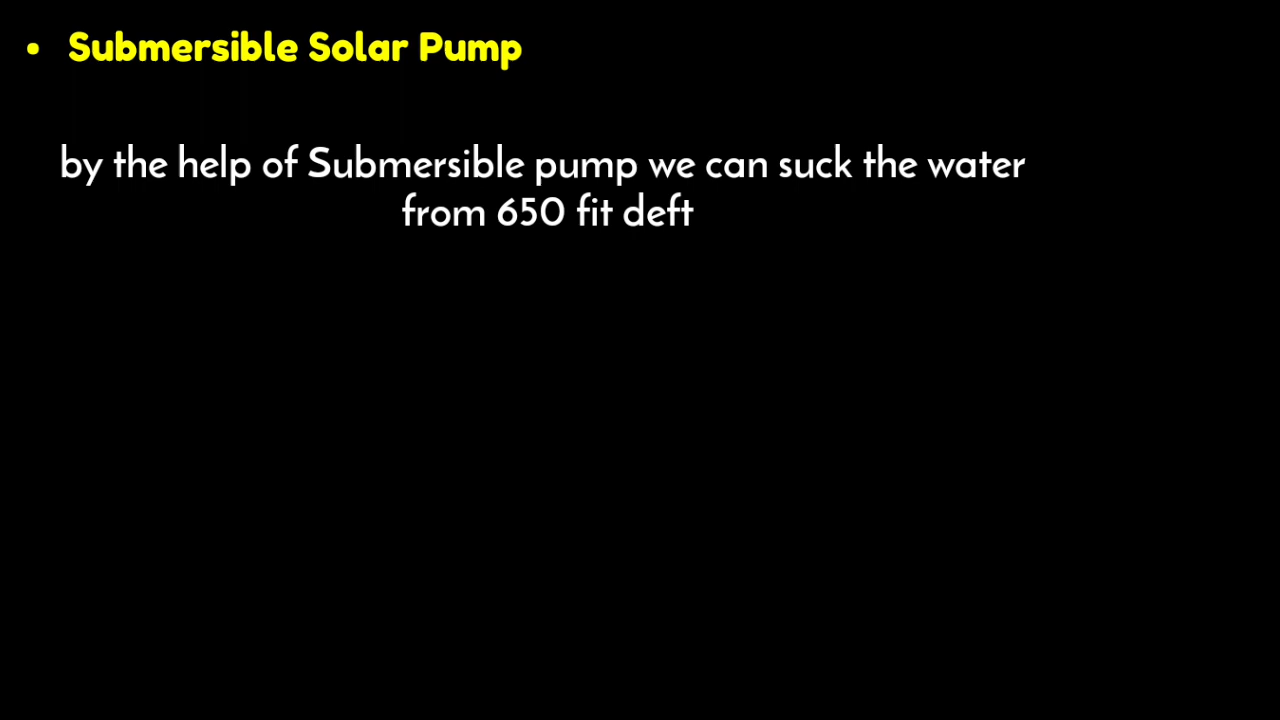 • Submersible Solar Pump
by the help of Submersible pump we can suck the water
from 650 fit deft